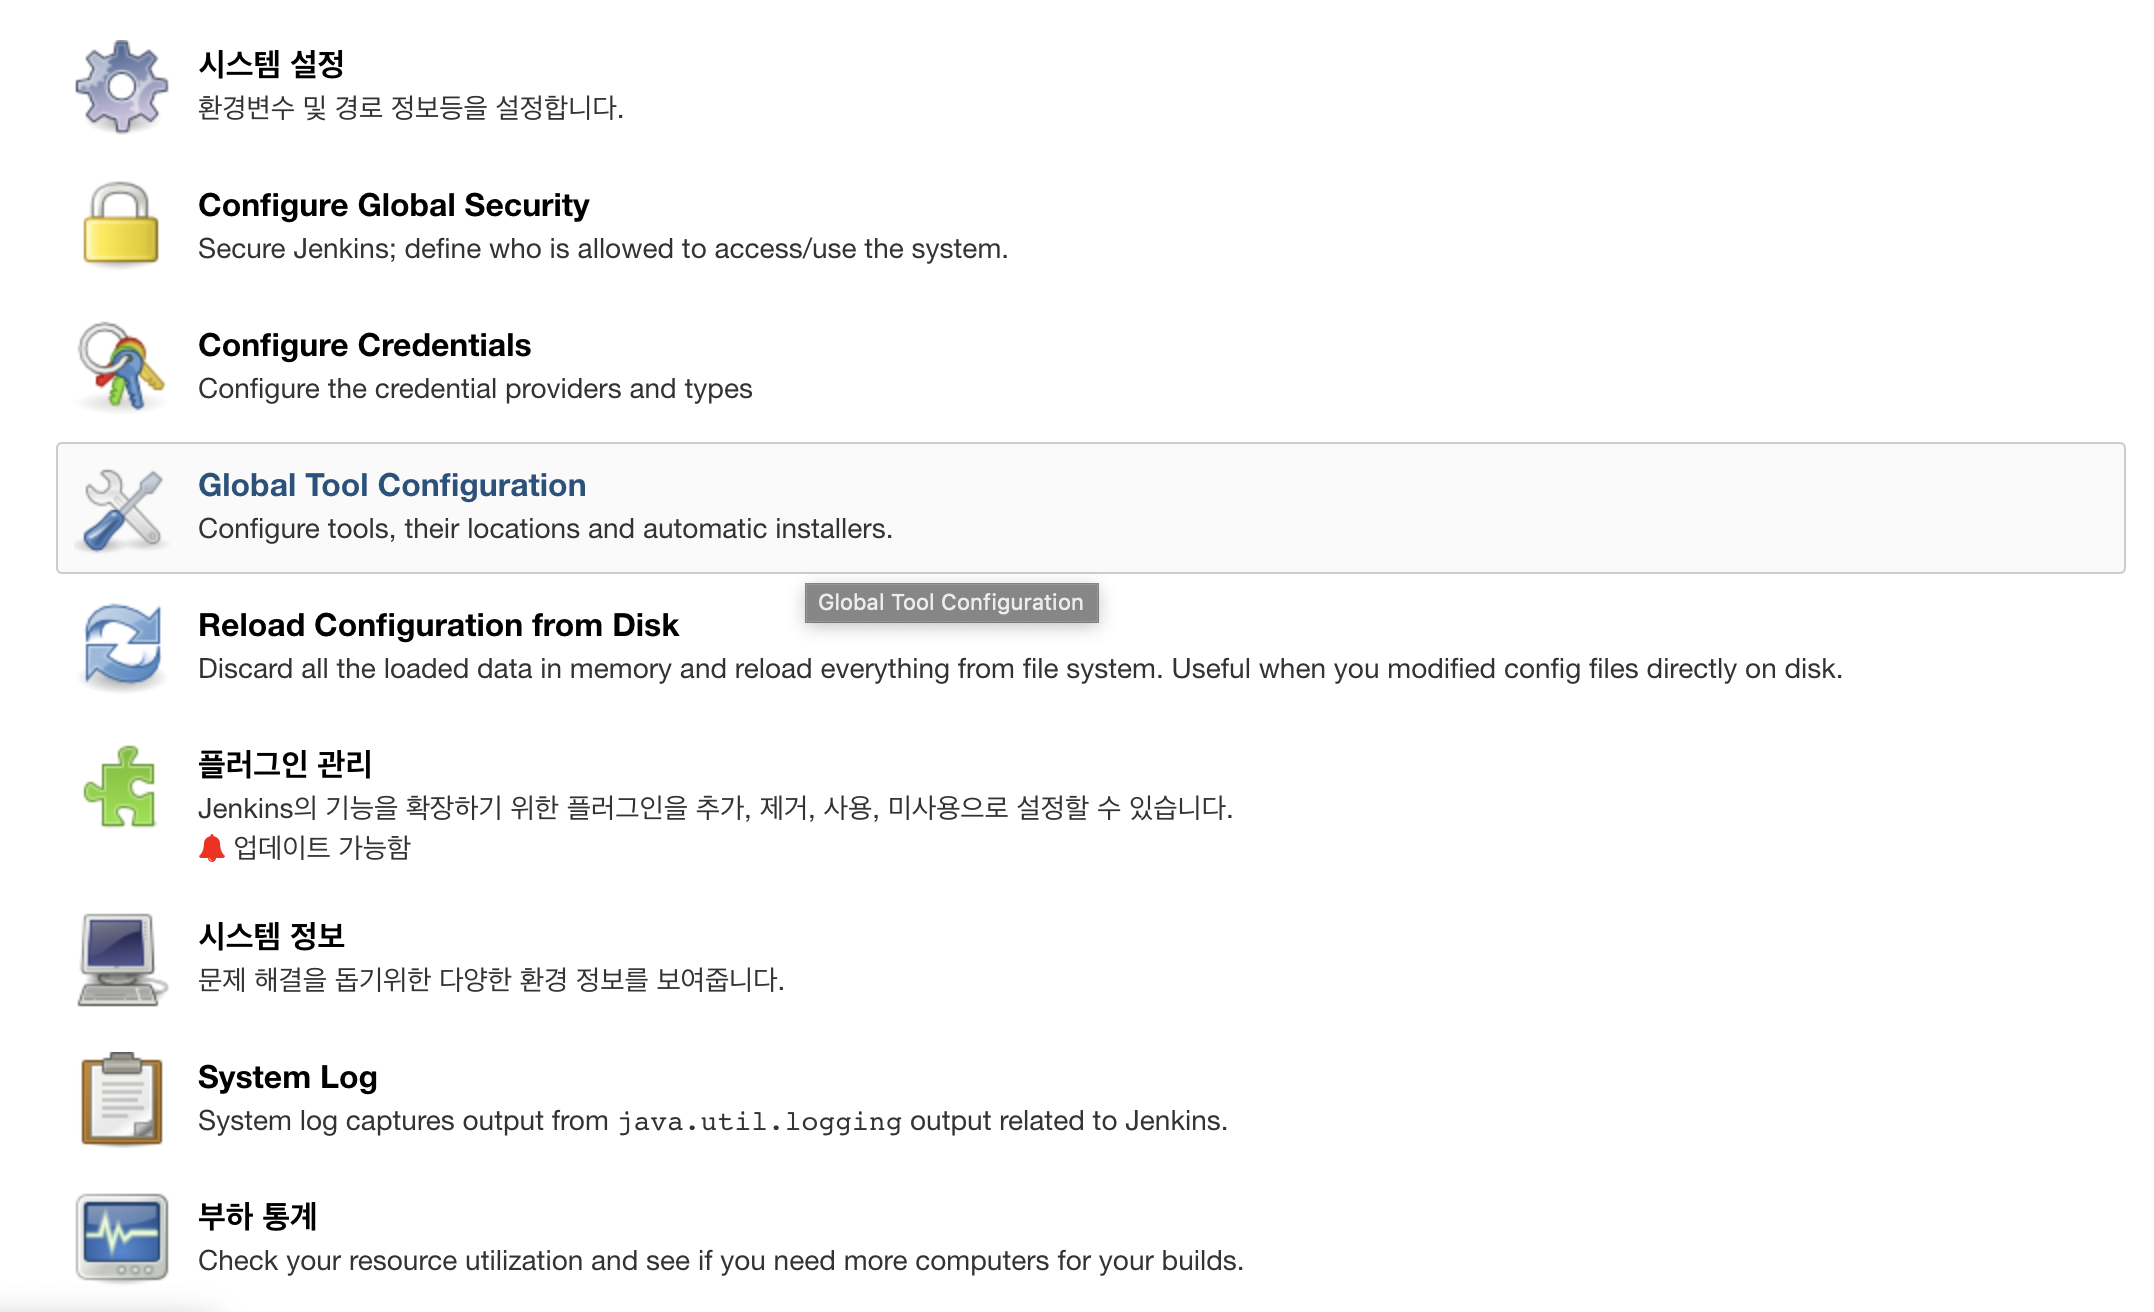 시스템 설정
환경변수 및 경로 정보등을 설정합니다.
Configure Global Security
Secure Jenkins; define who is allowed to access/use the system.
Configure Credentials
Configure the credential providers and types
Global Tool Configuration
Configure tools, their locations and automatic installers.
Global Tool Configuration
Reload Configuration from Disk
Discard all the loaded data in memory and reload everything from file system. Useful when you modified config files directly on disk.
플러그인 관리
Jenkins의 기능을 확장하기 위한 플러그인을 추가, 제거, 사용, 미사용으로 설정할 수 있습니다.
업데이트 가능함
시스템 정보
문제 해결을 돕기위한 다양한 환경 정보를 보여줍니다.
System Log
System log captures output from java.util.logging output related to Jenkins.
부하 통계
Check your resource utilization and see if you need more computers for your builds.